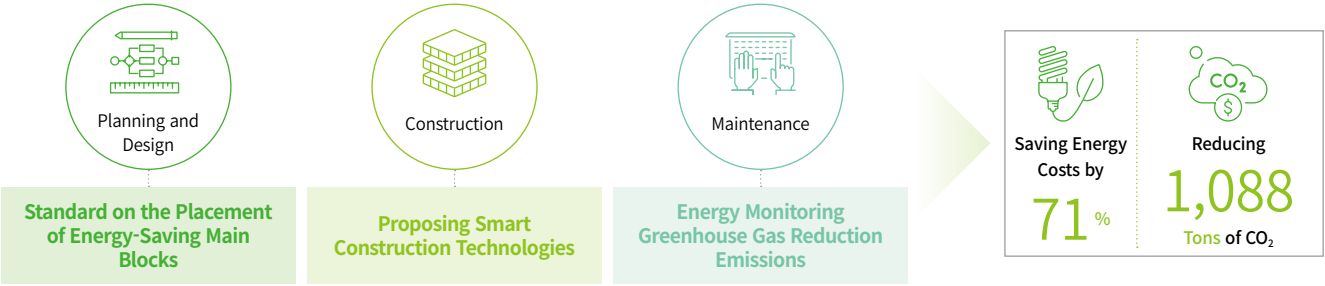 Planning and
Design
Standard on the Placement
of Energy-Saving Main
Blocks
Construction
Proposing Smart
Construction Technologies
Maintenance
Energy Monitoring
Greenhouse Gas Reduction
Emissions
Saving Energy
Costs by
71 %
CO₂
$
Reducing
1,088
Tons of CO₂